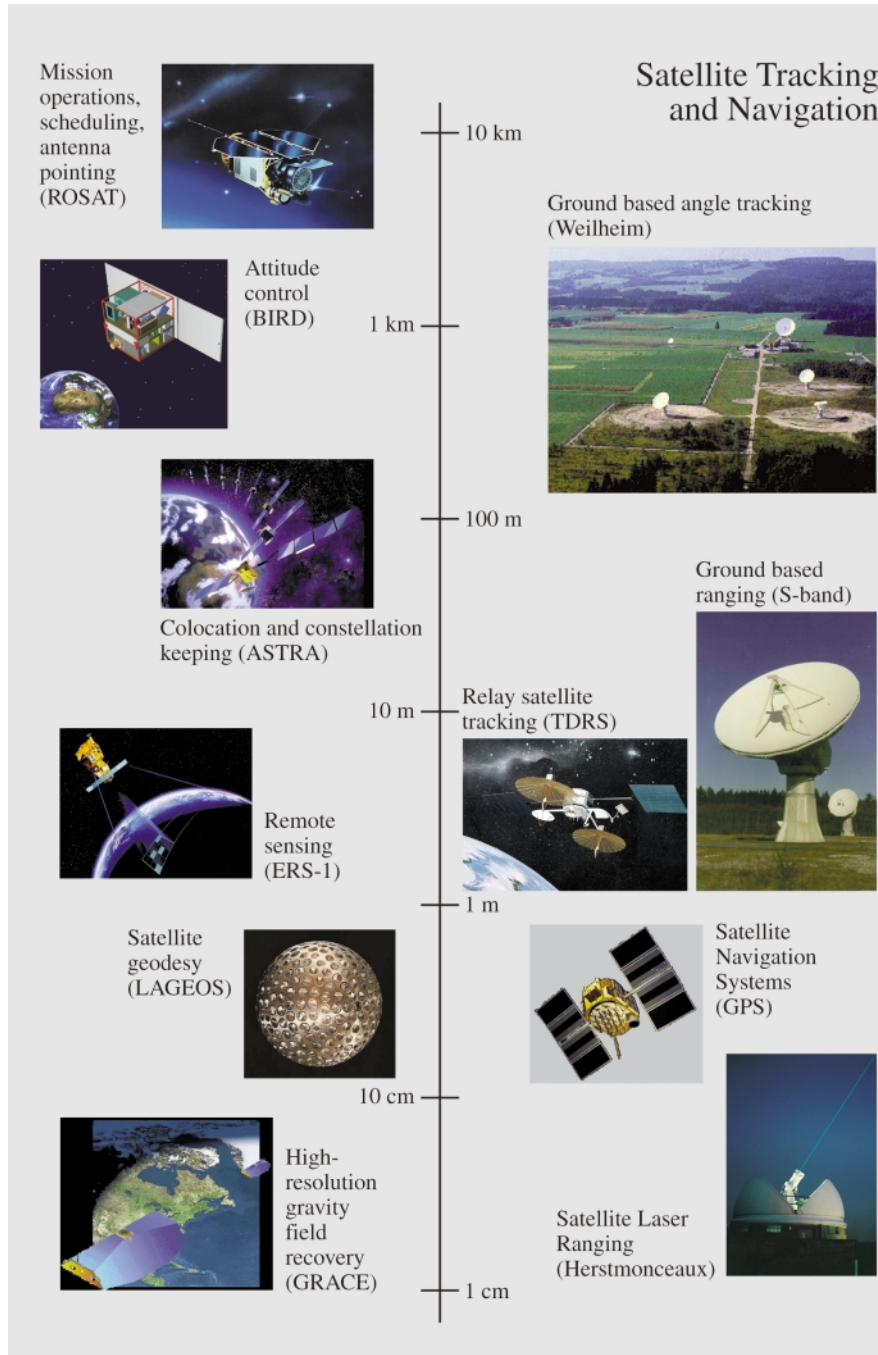 Satellite Tracking
and Navigation
Mission
operations,
scheduling,
antenna
pointing
(ROSAT)
10 km
Ground based angle tracking
(Weilheim)
Attitude
control
(BIRD)
1 km
100 m
Ground based
ranging (S-band)
Colocation and constellation
keeping (ASTRA)
10 m
Relay satellite
tracking (TDRS)
Remote
sensing
(ERS-1)
1 m
Satellite
geodesy
(LAGEOS)
Satellite
Navigation
Systems
(GPS)
10 cm
High-
resolution
gravity
field
recovery
(GRACE)
Satellite Laser
Ranging
(Herstmonceaux)
1 cm